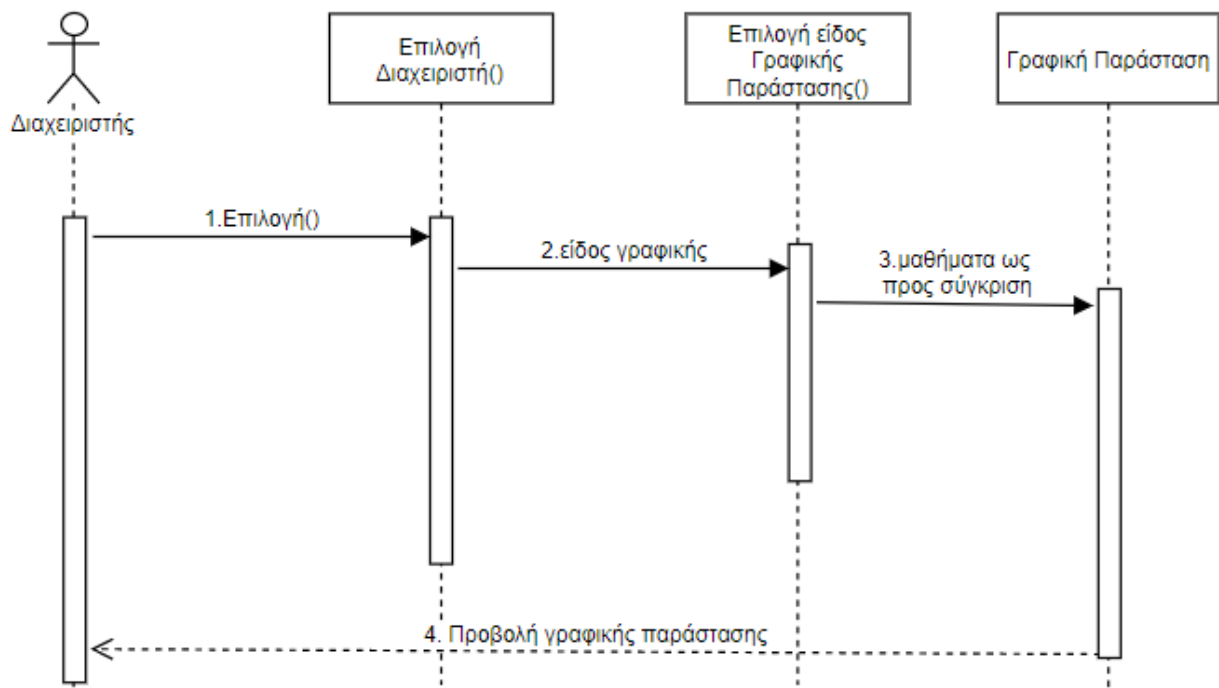 Διαχειριστής
Επιλογή
Διαχειριστή()
Επιλογή είδος
Γραφικής
Παράστασης()
Γραφική Παράσταση
1.Επιλογή()
2.είδος γραφικής
3.μαθήματα ως
προς σύγκριση
4. Προβολή γραφικής παράστασης